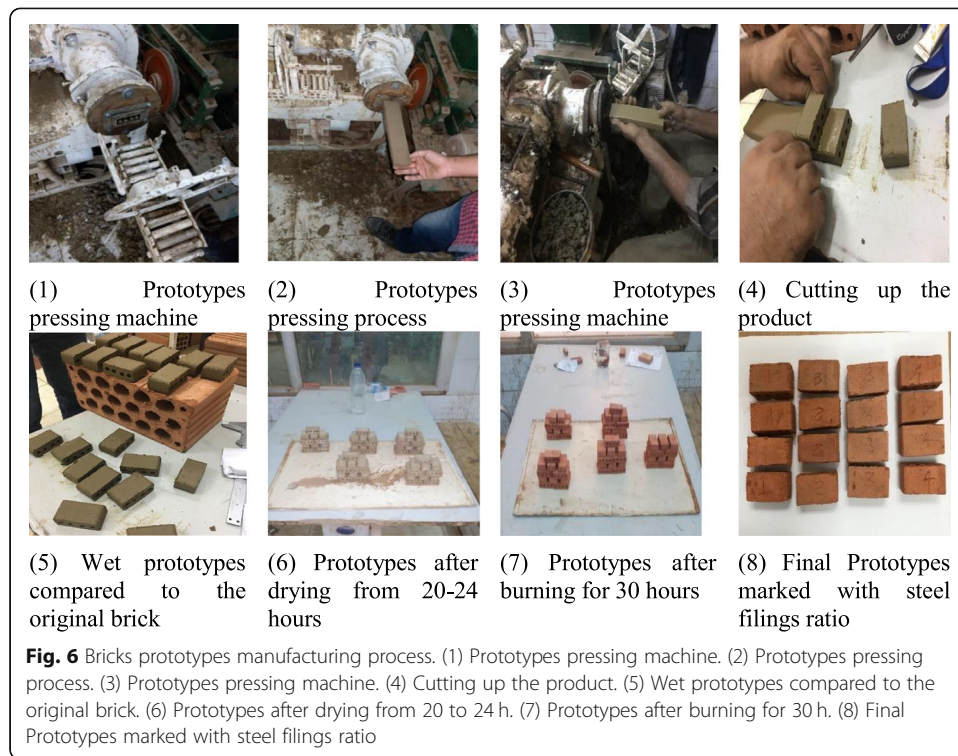 (1) Prototypes
pressing machine
(2) Prototypes
pressing process
(3) Prototypes
pressing machine
(4) Cutting up the
product
(5) Wet prototypes
compared to the
original brick
(6) Prototypes after
drying from 20-24
hours
(7) Prototypes after
burning for 30 hours
(8) Final Prototypes
marked with steel
filings ratio
Fig. 6 Bricks prototypes manufacturing process. (1) Prototypes pressing machine. (2) Prototypes pressing
process. (3) Prototypes pressing machine. (4) Cutting up the product. (5) Wet prototypes compared to the
original brick. (6) Prototypes after drying from 20 to 24 h. (7) Prototypes after burning for 30 h. (8) Final
Prototypes marked with steel filings ratio